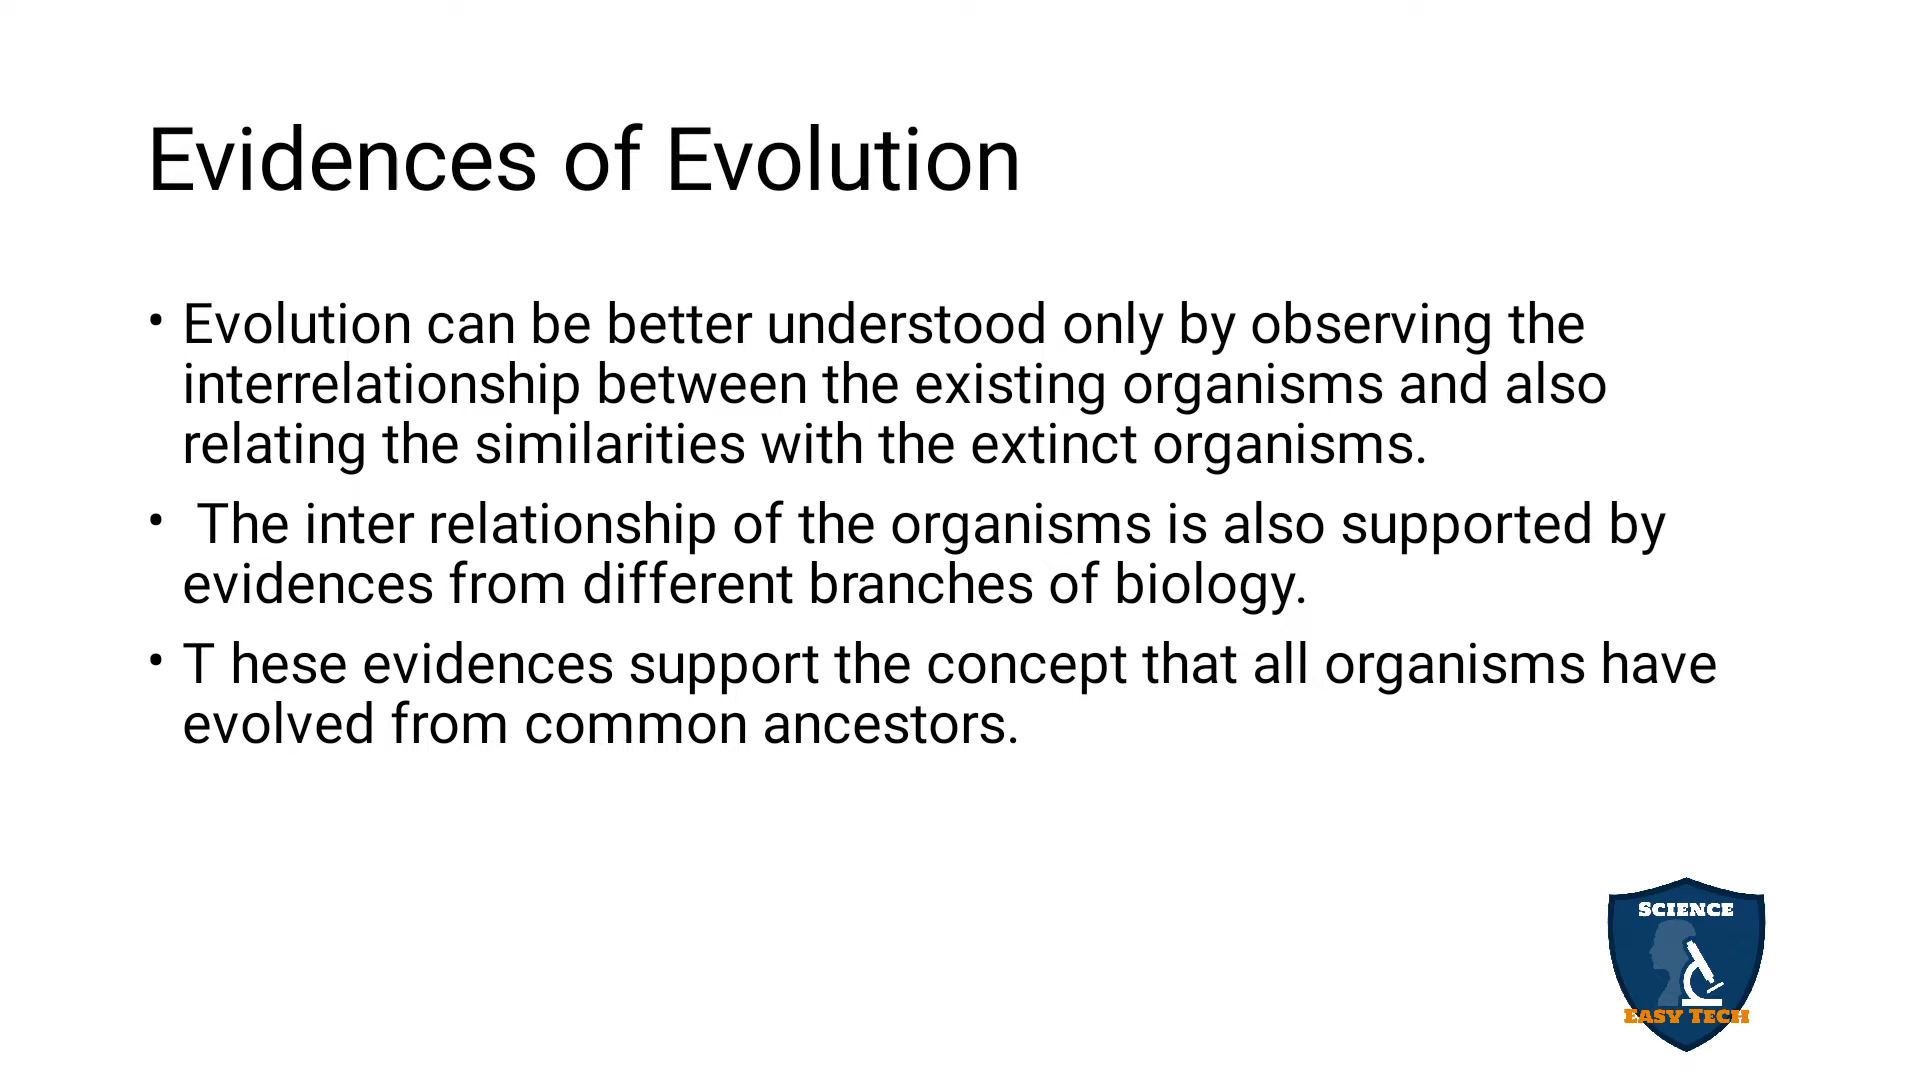 Evidences of Evolution
• Evolution can be better understood only by observing the
interrelationship between the existing organisms and also
relating the similarities with the extinct organisms.
• The inter relationship of the organisms is also supported by
evidences from different branches of biology.
• T hese evidences support the concept that all organisms have
evolved from common ancestors.
SCIENCE
EASY TECH